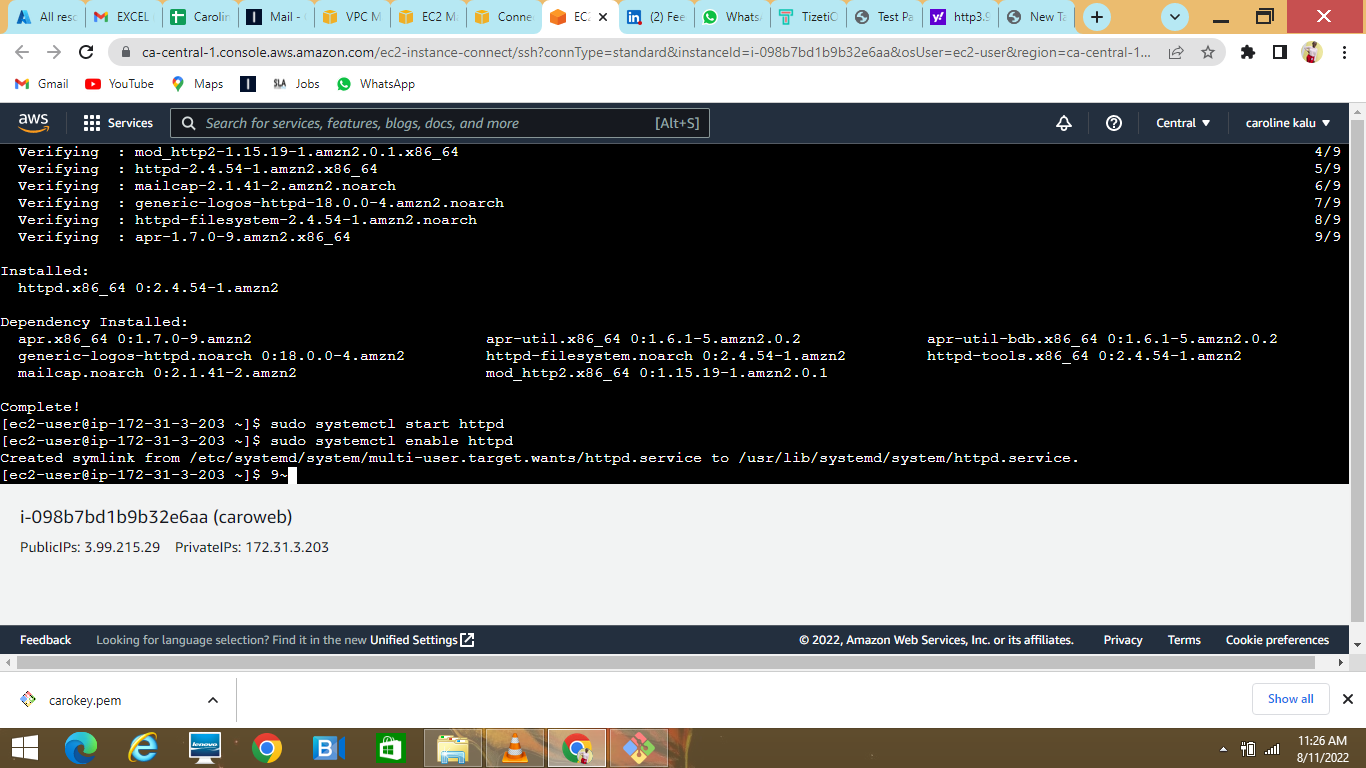 All resc
EXCEL
Carolin
Mail -
VPC M
EC2 M
Conne
EC
(2) Fee
Whats
TizetiC
Test Pa
http3.9
New Ta
ca-central-1.console.aws.amazon.com/ec2-instance-connect/ssh?connType=standard&instanceId=i-098b7bd1b9b32e6aa&osUser=ec2-user&region=ca-central-1...
Gmail YouTube Maps SLA Jobs WhatsApp
aws Services Search for services, features, blogs, docs, and more [Alt+S] Central caroline kalu
Verifying : mod_http2-1.15.19-1.amzn2.0.1.x86_64 4/9
Verifying : httpd-2.4.54-1.amzn2.x86_64 5/9
Verifying : mailcap-2.1.41-2.amzn2.noarch 6/9
Verifying : generic-logos-httpd-18.0.0-4.amzn2.noarch 7/9
Verifying : httpd-filesystem-2.4.54-1.amzn2.noarch 8/9
Verifying : apr-1.7.0-9.amzn2.x86_64 9/9
Installed:
httpd.x86_64 0:2.4.54-1.amzn2
Dependency Installed:
apr.x86_64 0:1.7.0-9.amzn2 apr-util.x86_64 0:1.6.1-5.amzn2.0.2 apr-util-bdb.x86_64 0:1.6.1-5.amzn2.0.2
generic-logos-httpd.noarch 0:18.0.0-4.amzn2 httpd-filesystem.noarch 0:2.4.54-1.amzn2 httpd-tools.x86_64 0:2.4.54-1.amzn2
mailcap.noarch 0:2.1.41-2.amzn2 mod_http2.x86_64 0:1.15.19-1.amzn2.0.1
Complete!
[ec2-user@ip-172-31-3-203 ~]$ sudo systemctl start httpd
[ec2-user@ip-172-31-3-203 ~]$ sudo systemctl enable httpd
Created symlink from /etc/systemd/system/multi-user.target.wants/httpd.service to /usr/lib/systemd/system/httpd.service.
[ec2-user@ip-172-31-3-203 ~]$ 9~
i-098b7bd1b9b32e6aa (caroweb)
PublicIPs: 3.99.215.29 PrivateIPs: 172.31.3.203
Feedback Looking for language selection? Find it in the new Unified Settings © 2022, Amazon Web Services, Inc. or its affiliates. Privacy Terms Cookie preferences
carokey.pem Show all
lenovo
B
11:26 AM
8/11/2022